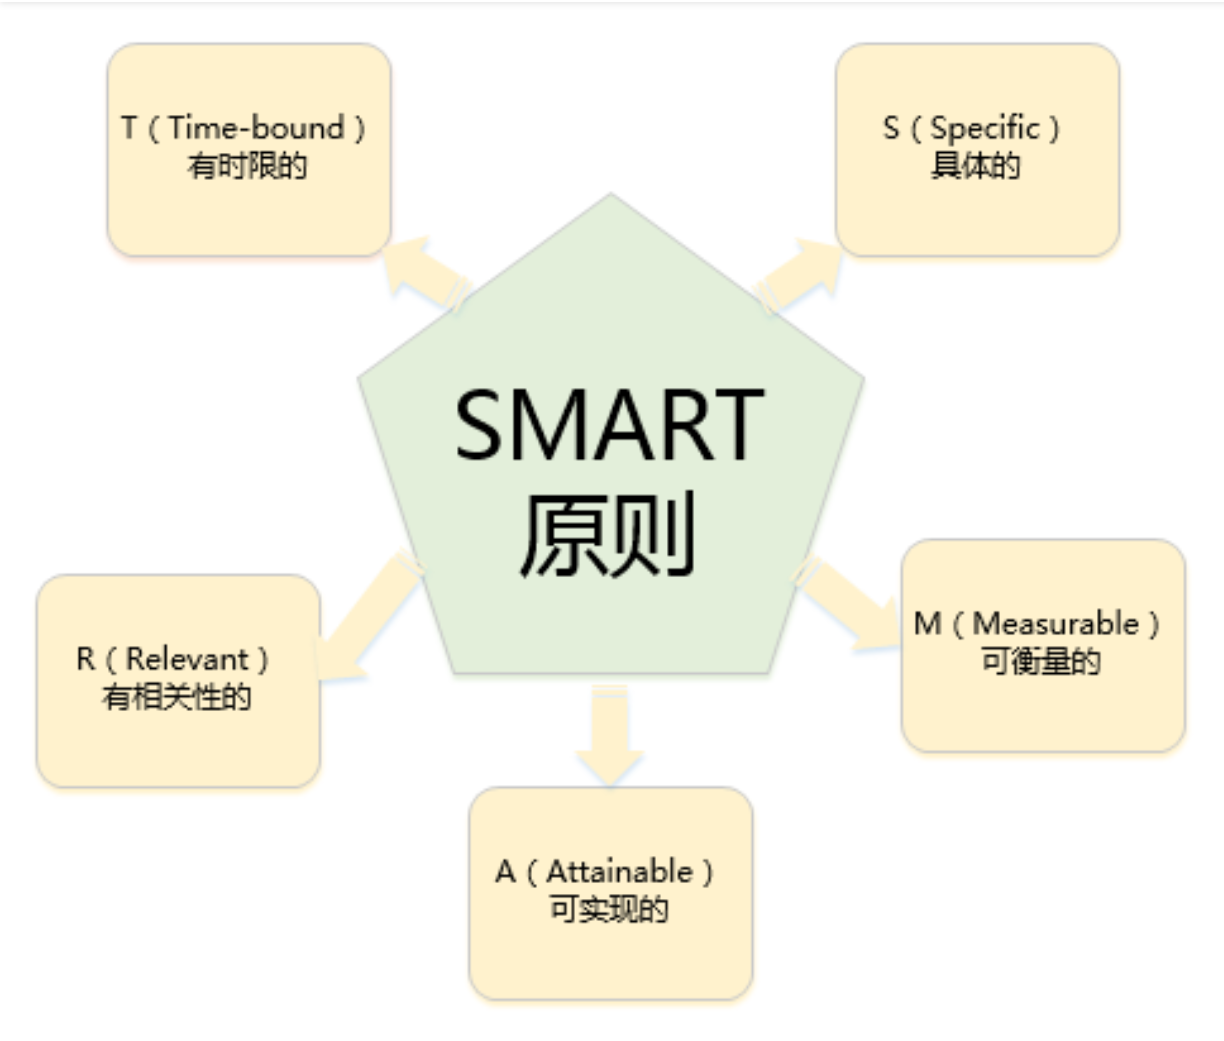 T（Time-bound）
有时限的
S（Specific）
具体的
SMART
原则
R（Relevant）
有相关性的
M（Measurable）
可衡量的
A（Attainable）
可实现的